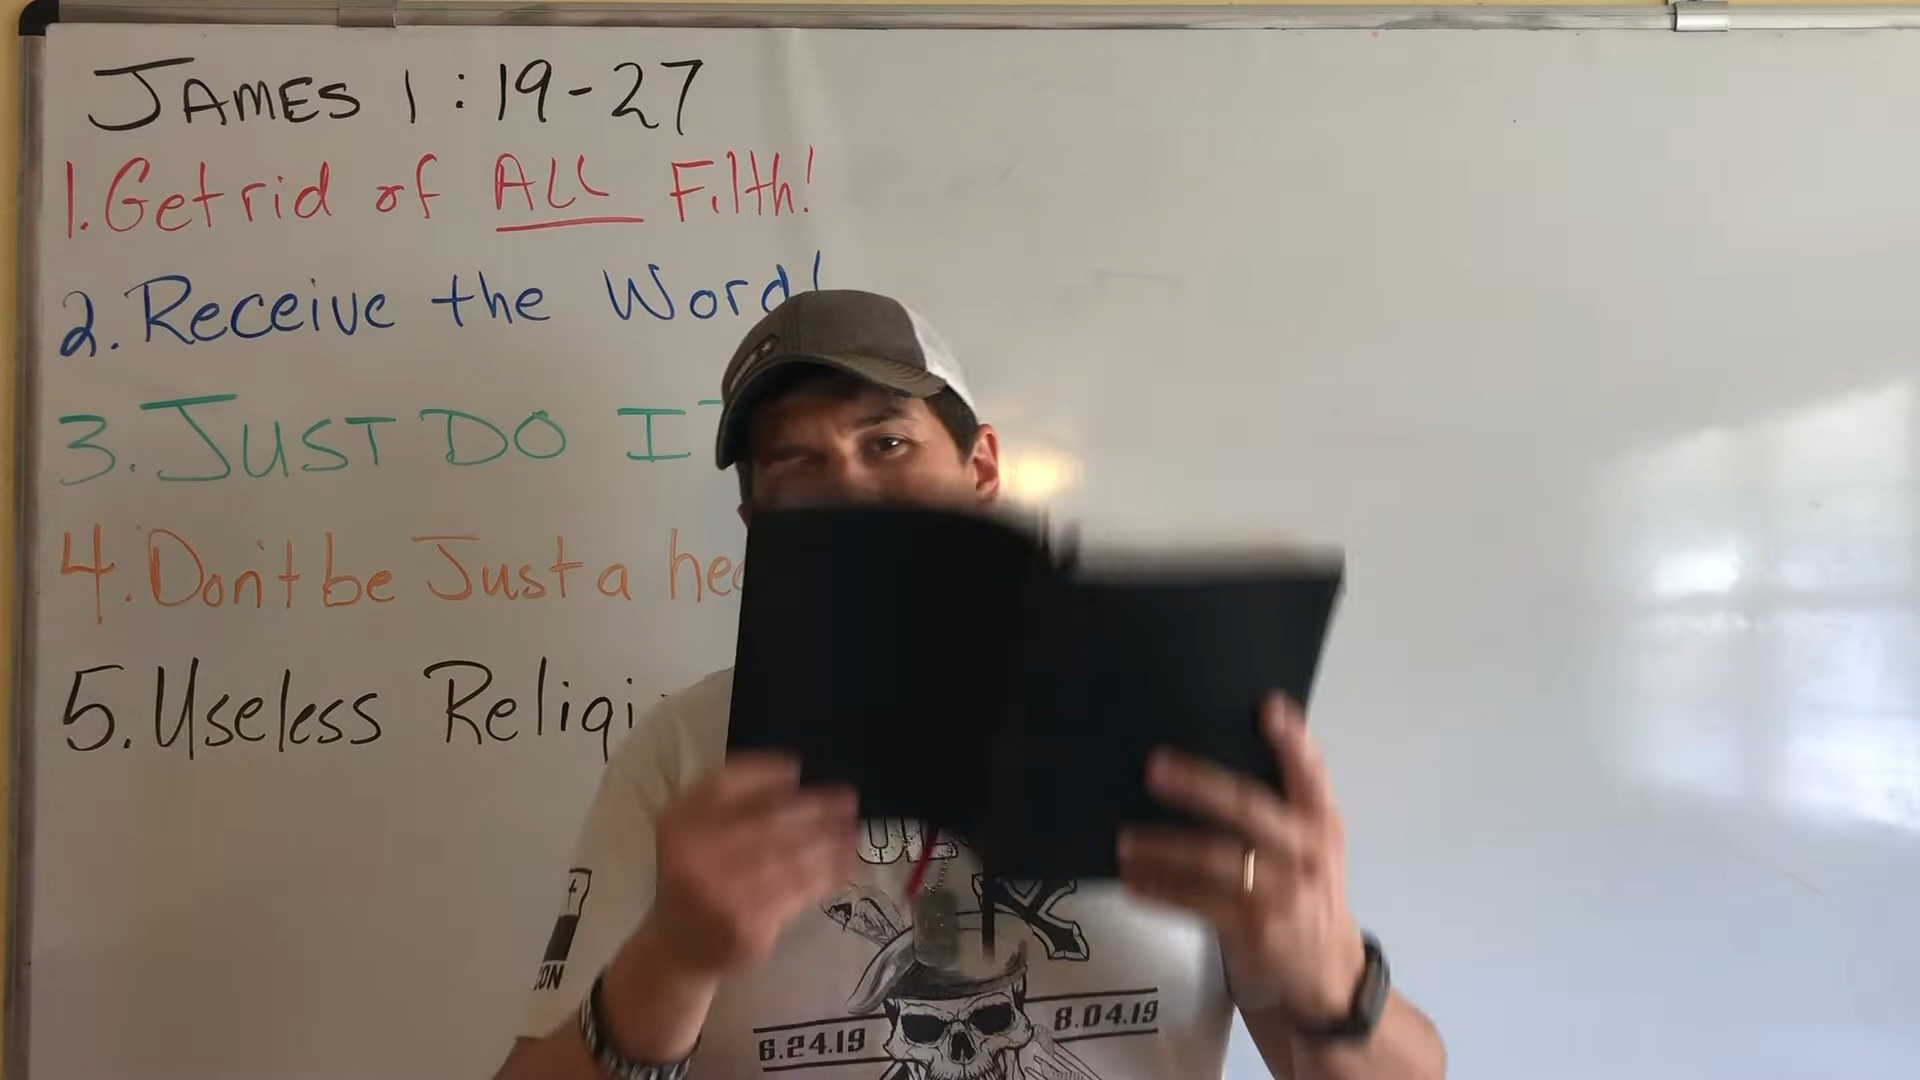 JAMES 1:19-27
1. Get rid of ALL Filth!
2. Receive the Word!
3. JUST DO
4. Don't be Just a
5. Useless
6.24.19
8.04.19